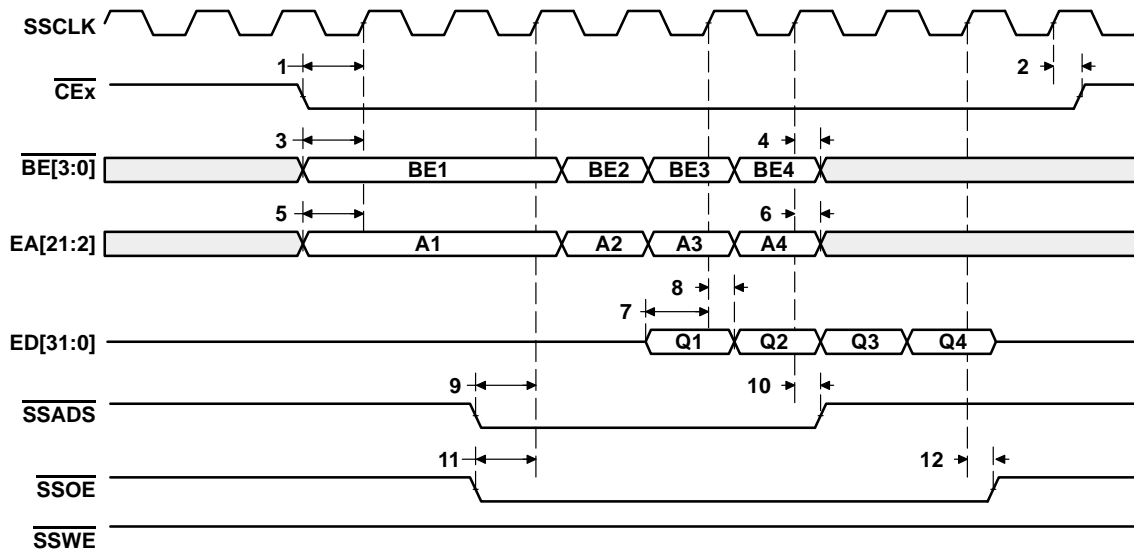 SSCLK
1
2
CEx
3
4
BE[3:0]
BE1
BE2
BE3
BE4
5
6
EA[21:2]
A1
A2
A3
A4
8
7
ED[31:0]
Q1
Q2
Q3
Q4
9
10
SSADS
11
12
SSOE
SSWE